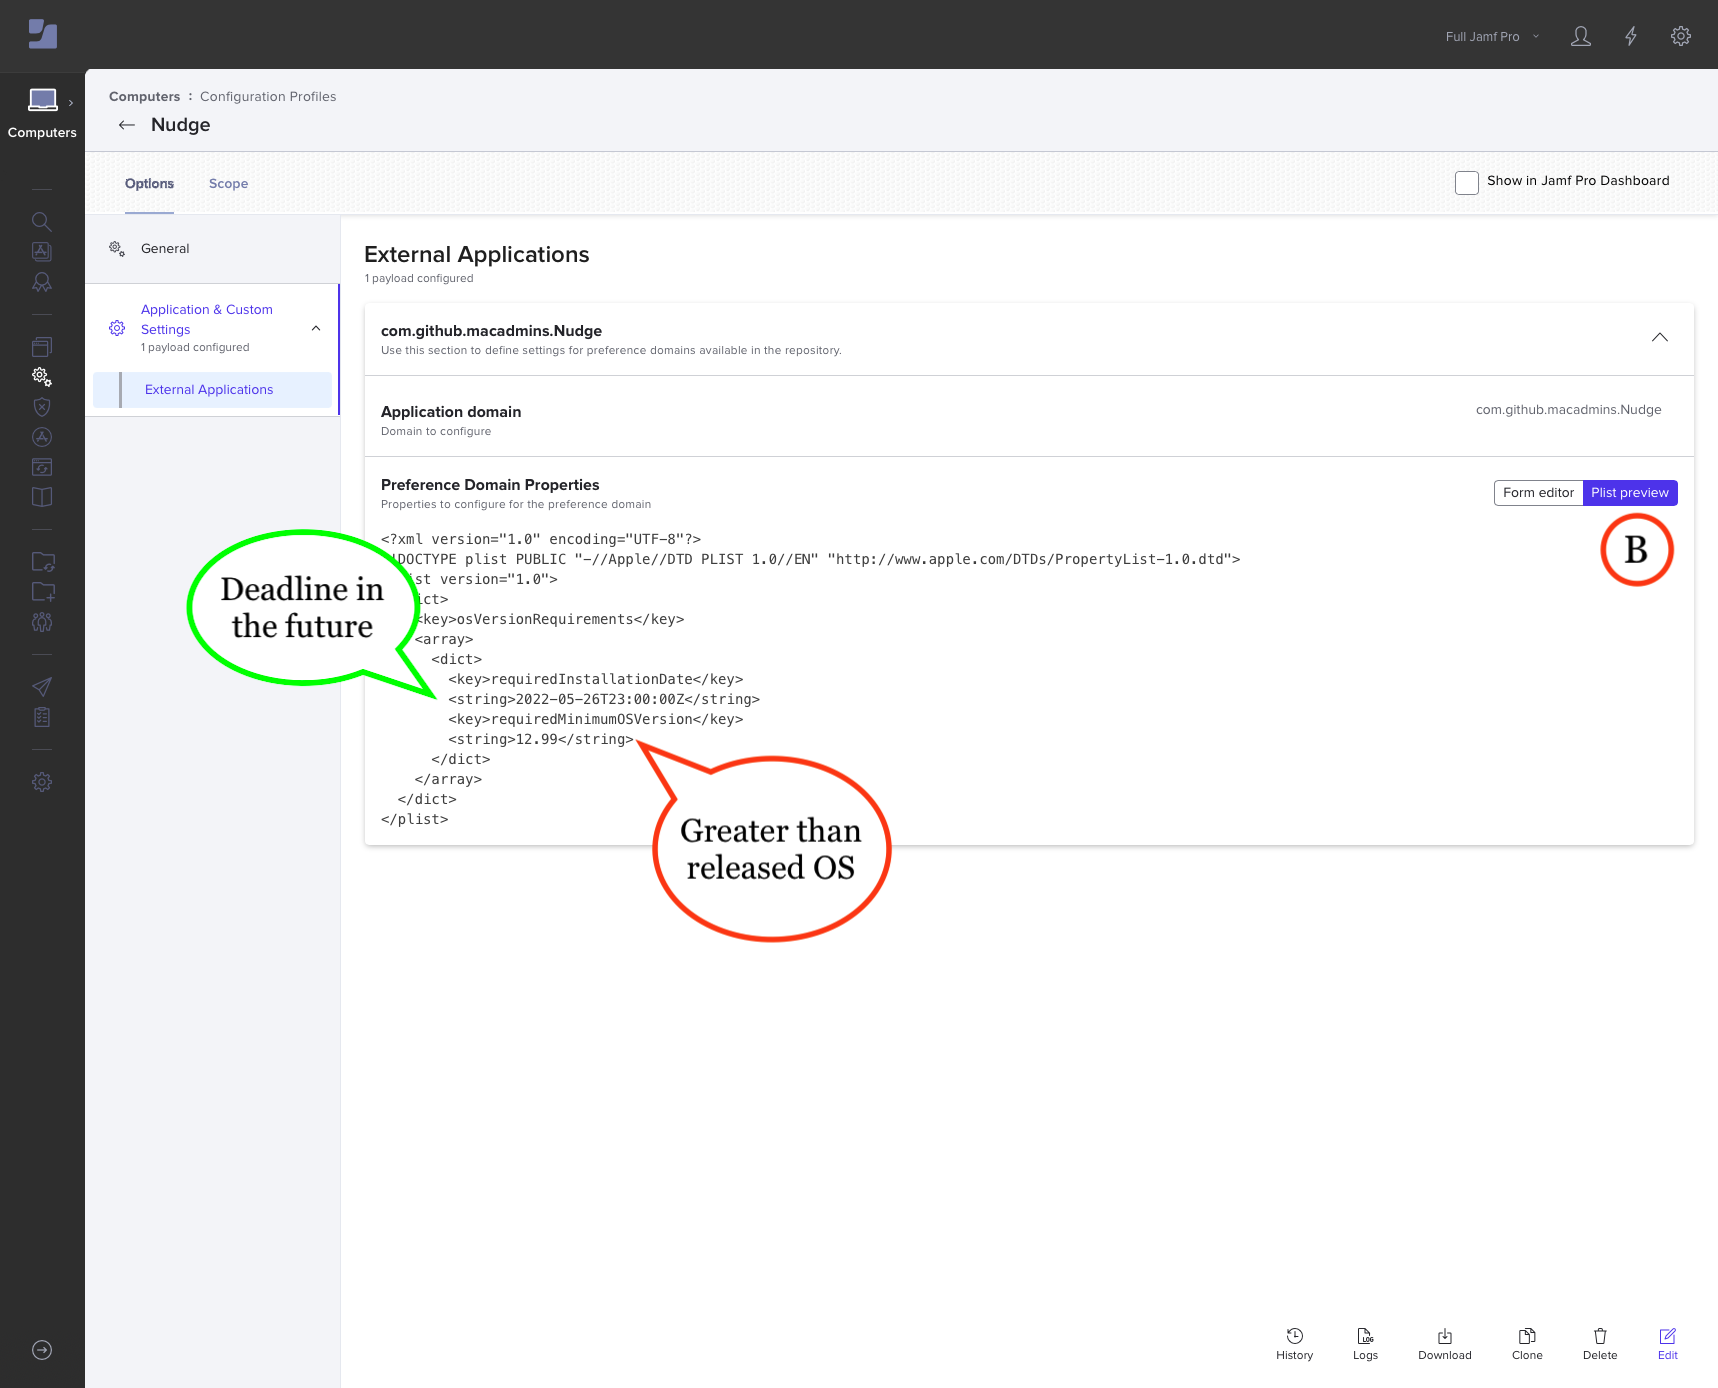 Full Jamf Pro
Computers
Computers : Configuration Profiles
Nudge
Options
Scope
Show in Jamf Pro Dashboard
General
Application & Custom
Settings
1 payload configured
External Applications
External Applications
1 payload configured
com.github.macadmins.Nudge
Use this section to define settings for preference domains available in the repository.
Application domain
Domain to configure
com.github.macadmins.Nudge
Preference Domain Properties
Properties to configure for the preference domain
Form editor
Plist preview
B
<?xml version="1.0" encoding="UTF-8"?>
DOCTYPE plist PUBLIC "-//Apple//DTD PLIST 1.0//EN" "http://www.apple.com/DTDs/PropertyList-1.0.dtd">
ist version="1.0">
ict>
<key>osVersionRequirements</key>
<array>
<dict>
<key>requiredInstallationDate</key>
<string>2022-05-26T23:00:00Z</string>
<key>requiredMinimumOSVersion</key>
<string>12.99</string>
</dict>
</array>
</dict>
</plist>
Deadline in
the future
Greater than
released OS
History
LOG
Logs
Download
Clone
Delete
Edit